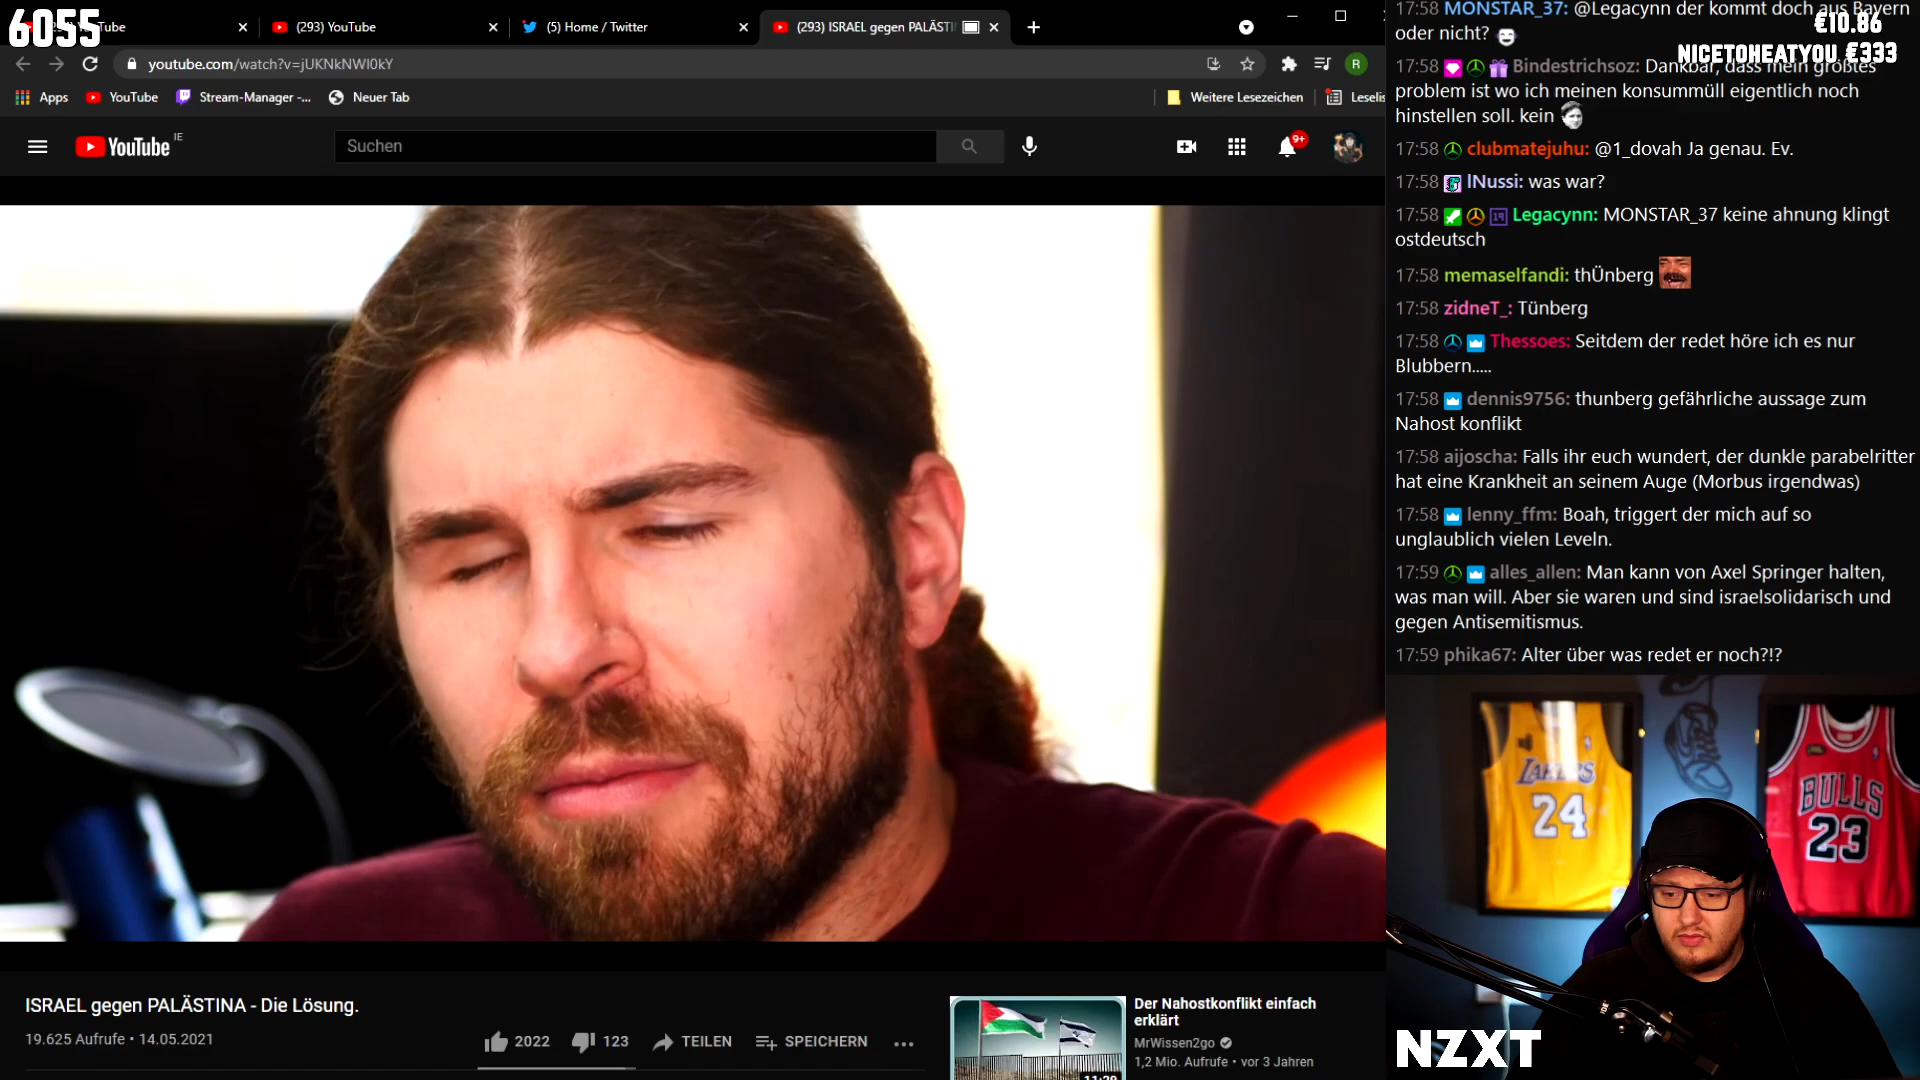 6055
Tube
(293) YouTube
(5) Home / Twitter
(293) ISRAEL gegen PALÄSTI
youtube.com/watch?v=jUKNkNWI0kY
R
Apps
YouTube
Stream-Manager -...
Neuer Tab
Weitere Lesezeichen
Leselis
YouTube
IE
Suchen
9+
ISRAEL gegen PALÄSTINA - Die Lösung.
19.625 Aufrufe • 14.05.2021
2022
123
TEILEN
SPEICHERN
Der Nahostkonflikt einfach
erklärt
MrWissen2go
1,2 Mio. Aufrufe • vor 3 Jahren
€10.86
NICETOHEATYOU €333
17:58 MONSTAR_37: @Legacynn der kommt doch aus Bayern
oder nicht?
17:58 Bindestrichsoz: Dankbar, dass mein größtes
problem ist wo ich meinen konsummüll eigentlich noch
hinstellen soll. kein
17:58 clubmatejuhu: @1_dovah Ja genau. Ev.
17:58 lNussi: was war?
17:58 Legacynn: MONSTAR_37 keine ahnung klingt
ostdeutsch
17:58 memaselfandi: thÜnberg
17:58 zidneT_: Tünberg
17:58 Thessoes: Seitdem der redet höre ich es nur
Blubbern.....
17:58 dennis9756: thunberg gefährliche aussage zum
Nahost konflikt
17:58 aijoscha: Falls ihr euch wundert, der dunkle parabelritter
hat eine Krankheit an seinem Auge (Morbus irgendwas)
17:58 lenny_ffm: Boah, triggert der mich auf so
unglaublich vielen Leveln.
17:59 alles_allen: Man kann von Axel Springer halten,
was man will. Aber sie waren und sind israelsolidarisch und
gegen Antisemitismus.
17:59 phika67: Alter über was redet er noch?!?
LAKERS
24
BULLS
23
NZXT